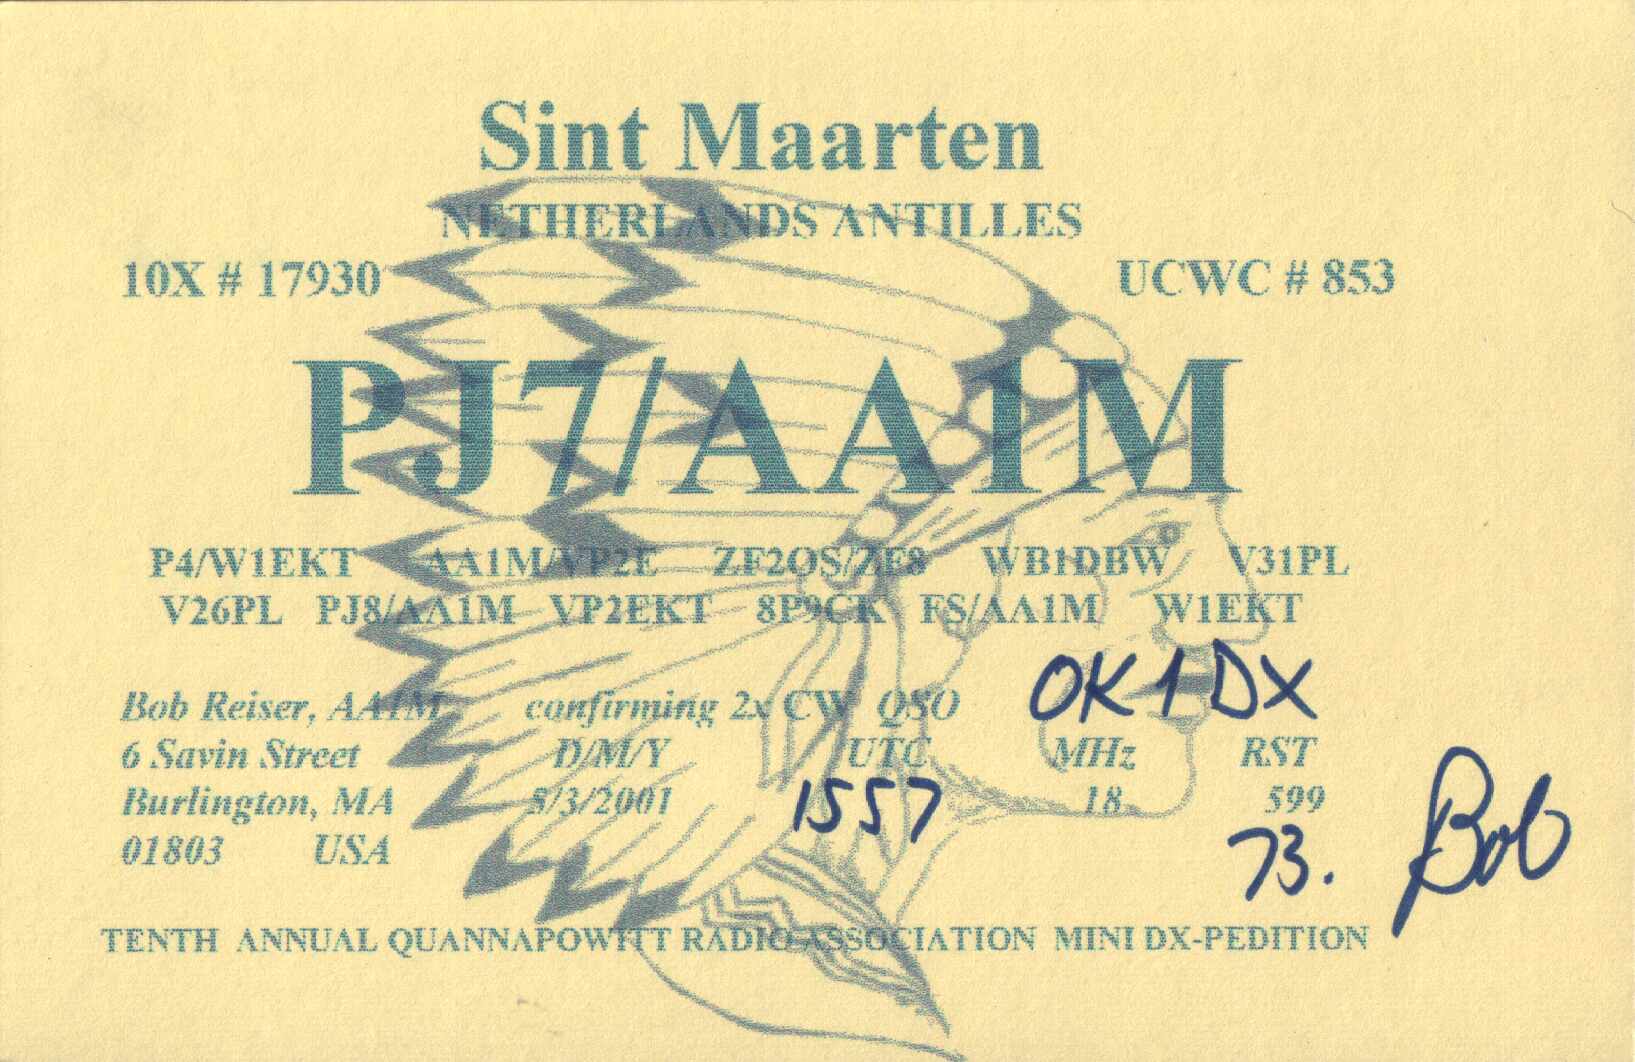 Sint Maarten
NETHERLANDS ANTILLES
10X # 17930 UCWC # 853
PJ7/AA1M
P4/W1EKT AA1M/VP2E ZF2OS/ZF8 WB1DBW V31PL
V26PL PJ8/AA1M VP2EKT 8P9CK FS/AA1M W1EKT
Bob Reiser, AA1M confirming 2x CW QSO OK1DX
6 Savin Street D/M/Y UTC MHz RST
Burlington, MA 8/3/2001 1557 18 599
01803 USA 73. Bob
TENTH ANNUAL QUANNAPOWITT RADIO ASSOCIATION MINI DX-PEDITION